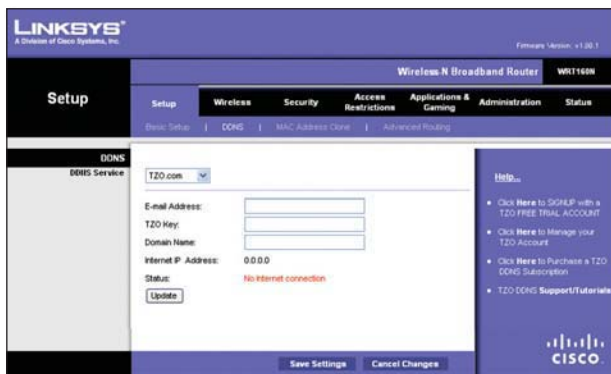 LINKSYS®
A Division of Cisco Systems, Inc.
Firmware Version: v1.00.1
Wireless-N Broadband Router WRT160N
Setup
Setup Wireless Security Access Restrictions Applications & Gaming Administration Status
Basic Setup | DDNS | MAC Address Clone | Advanced Routing
DDNS
DDNS Service
TZO.com
E-mail Address:
TZO Key:
Domain Name:
Internet IP Address: 0.0.0.0
Status: No Internet connection
Update
Help...
Click Here to SIGNUP with a
TZO FREE TRIAL ACCOUNT
Click Here to Manage your
TZO Account
Click Here to Purchase a TZO
DDNS Subscription
TZO DDNS Support/Tutorials
Save Settings Cancel Changes
CISCO